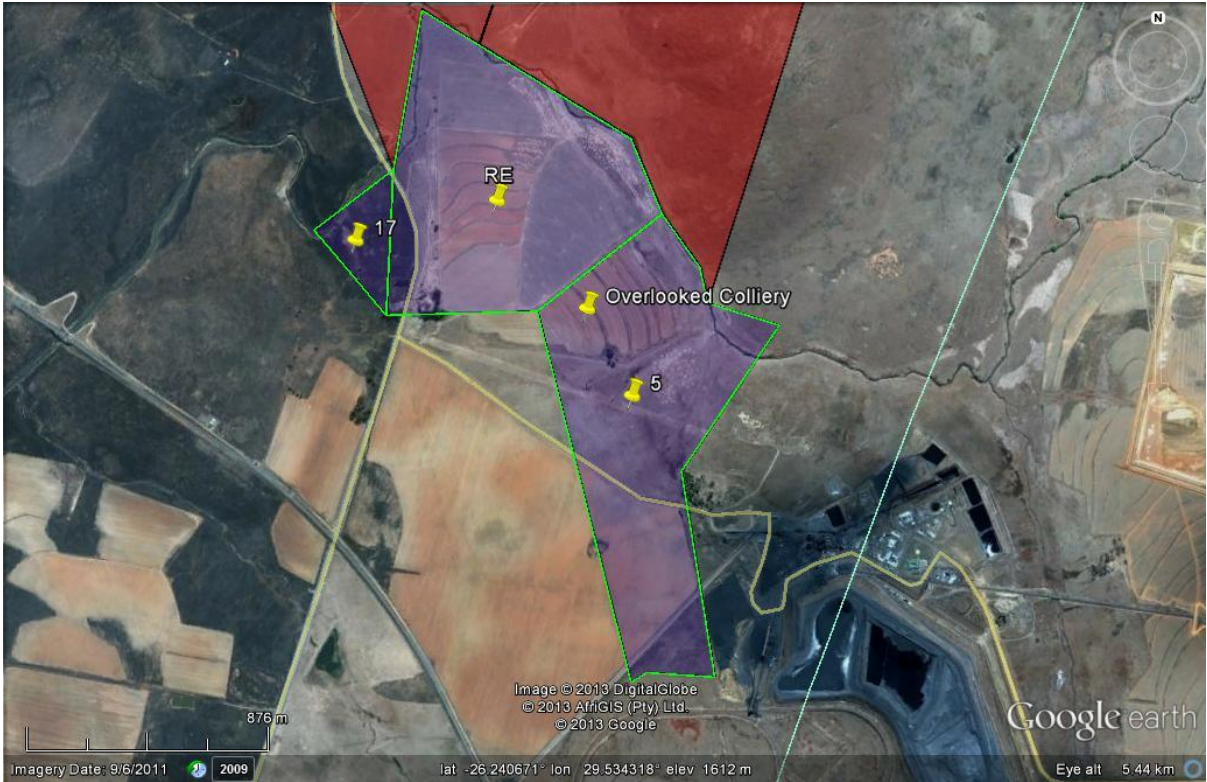 N
RE
17
Overlooked Colliery
5
Image © 2013 DigitalGlobe
© 2013 AfriGIS (Pty) Ltd.
© 2013 Google
Google earth
876 m
Imagery Date: 9/6/2011 2009 lat -26.240671° lon 29.534318° elev 1612 m Eye alt 5.44 km